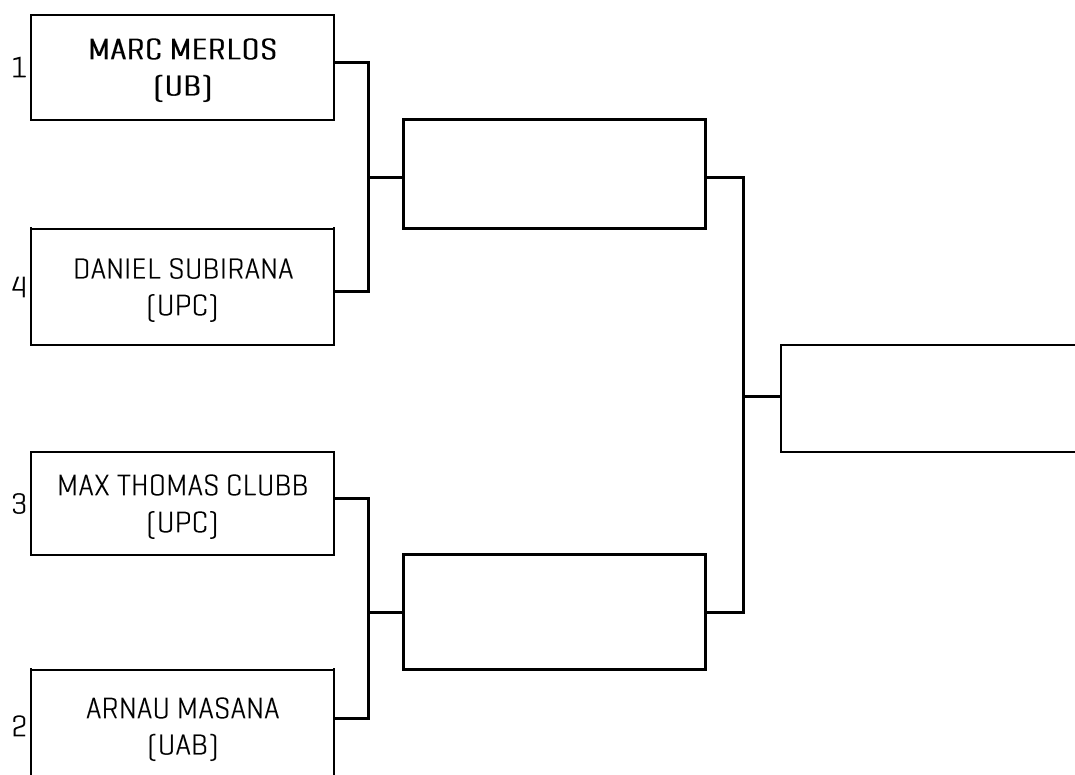 1
MARC MERLOS
(UB)
4
DANIEL SUBIRANA
(UPC)
3
MAX THOMAS CLUBB
(UPC)
2
ARNAU MASANA
(UAB)